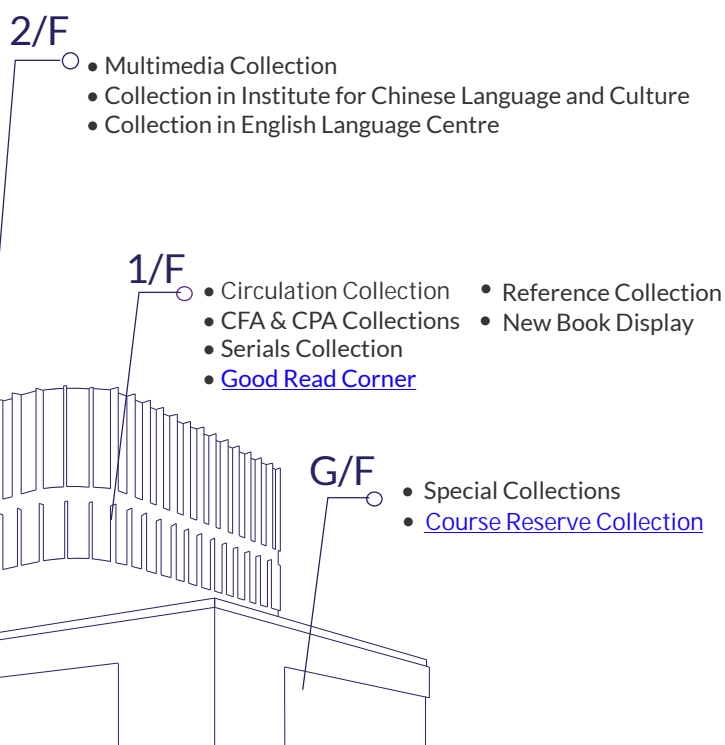 2/F
• Multimedia Collection
• Collection in Institute for Chinese Language and Culture
• Collection in English Language Centre
1/F
• Circulation Collection • Reference Collection
• CFA & CPA Collections • New Book Display
• Serials Collection
• Good Read Corner
G/F
• Special Collections
• Course Reserve Collection